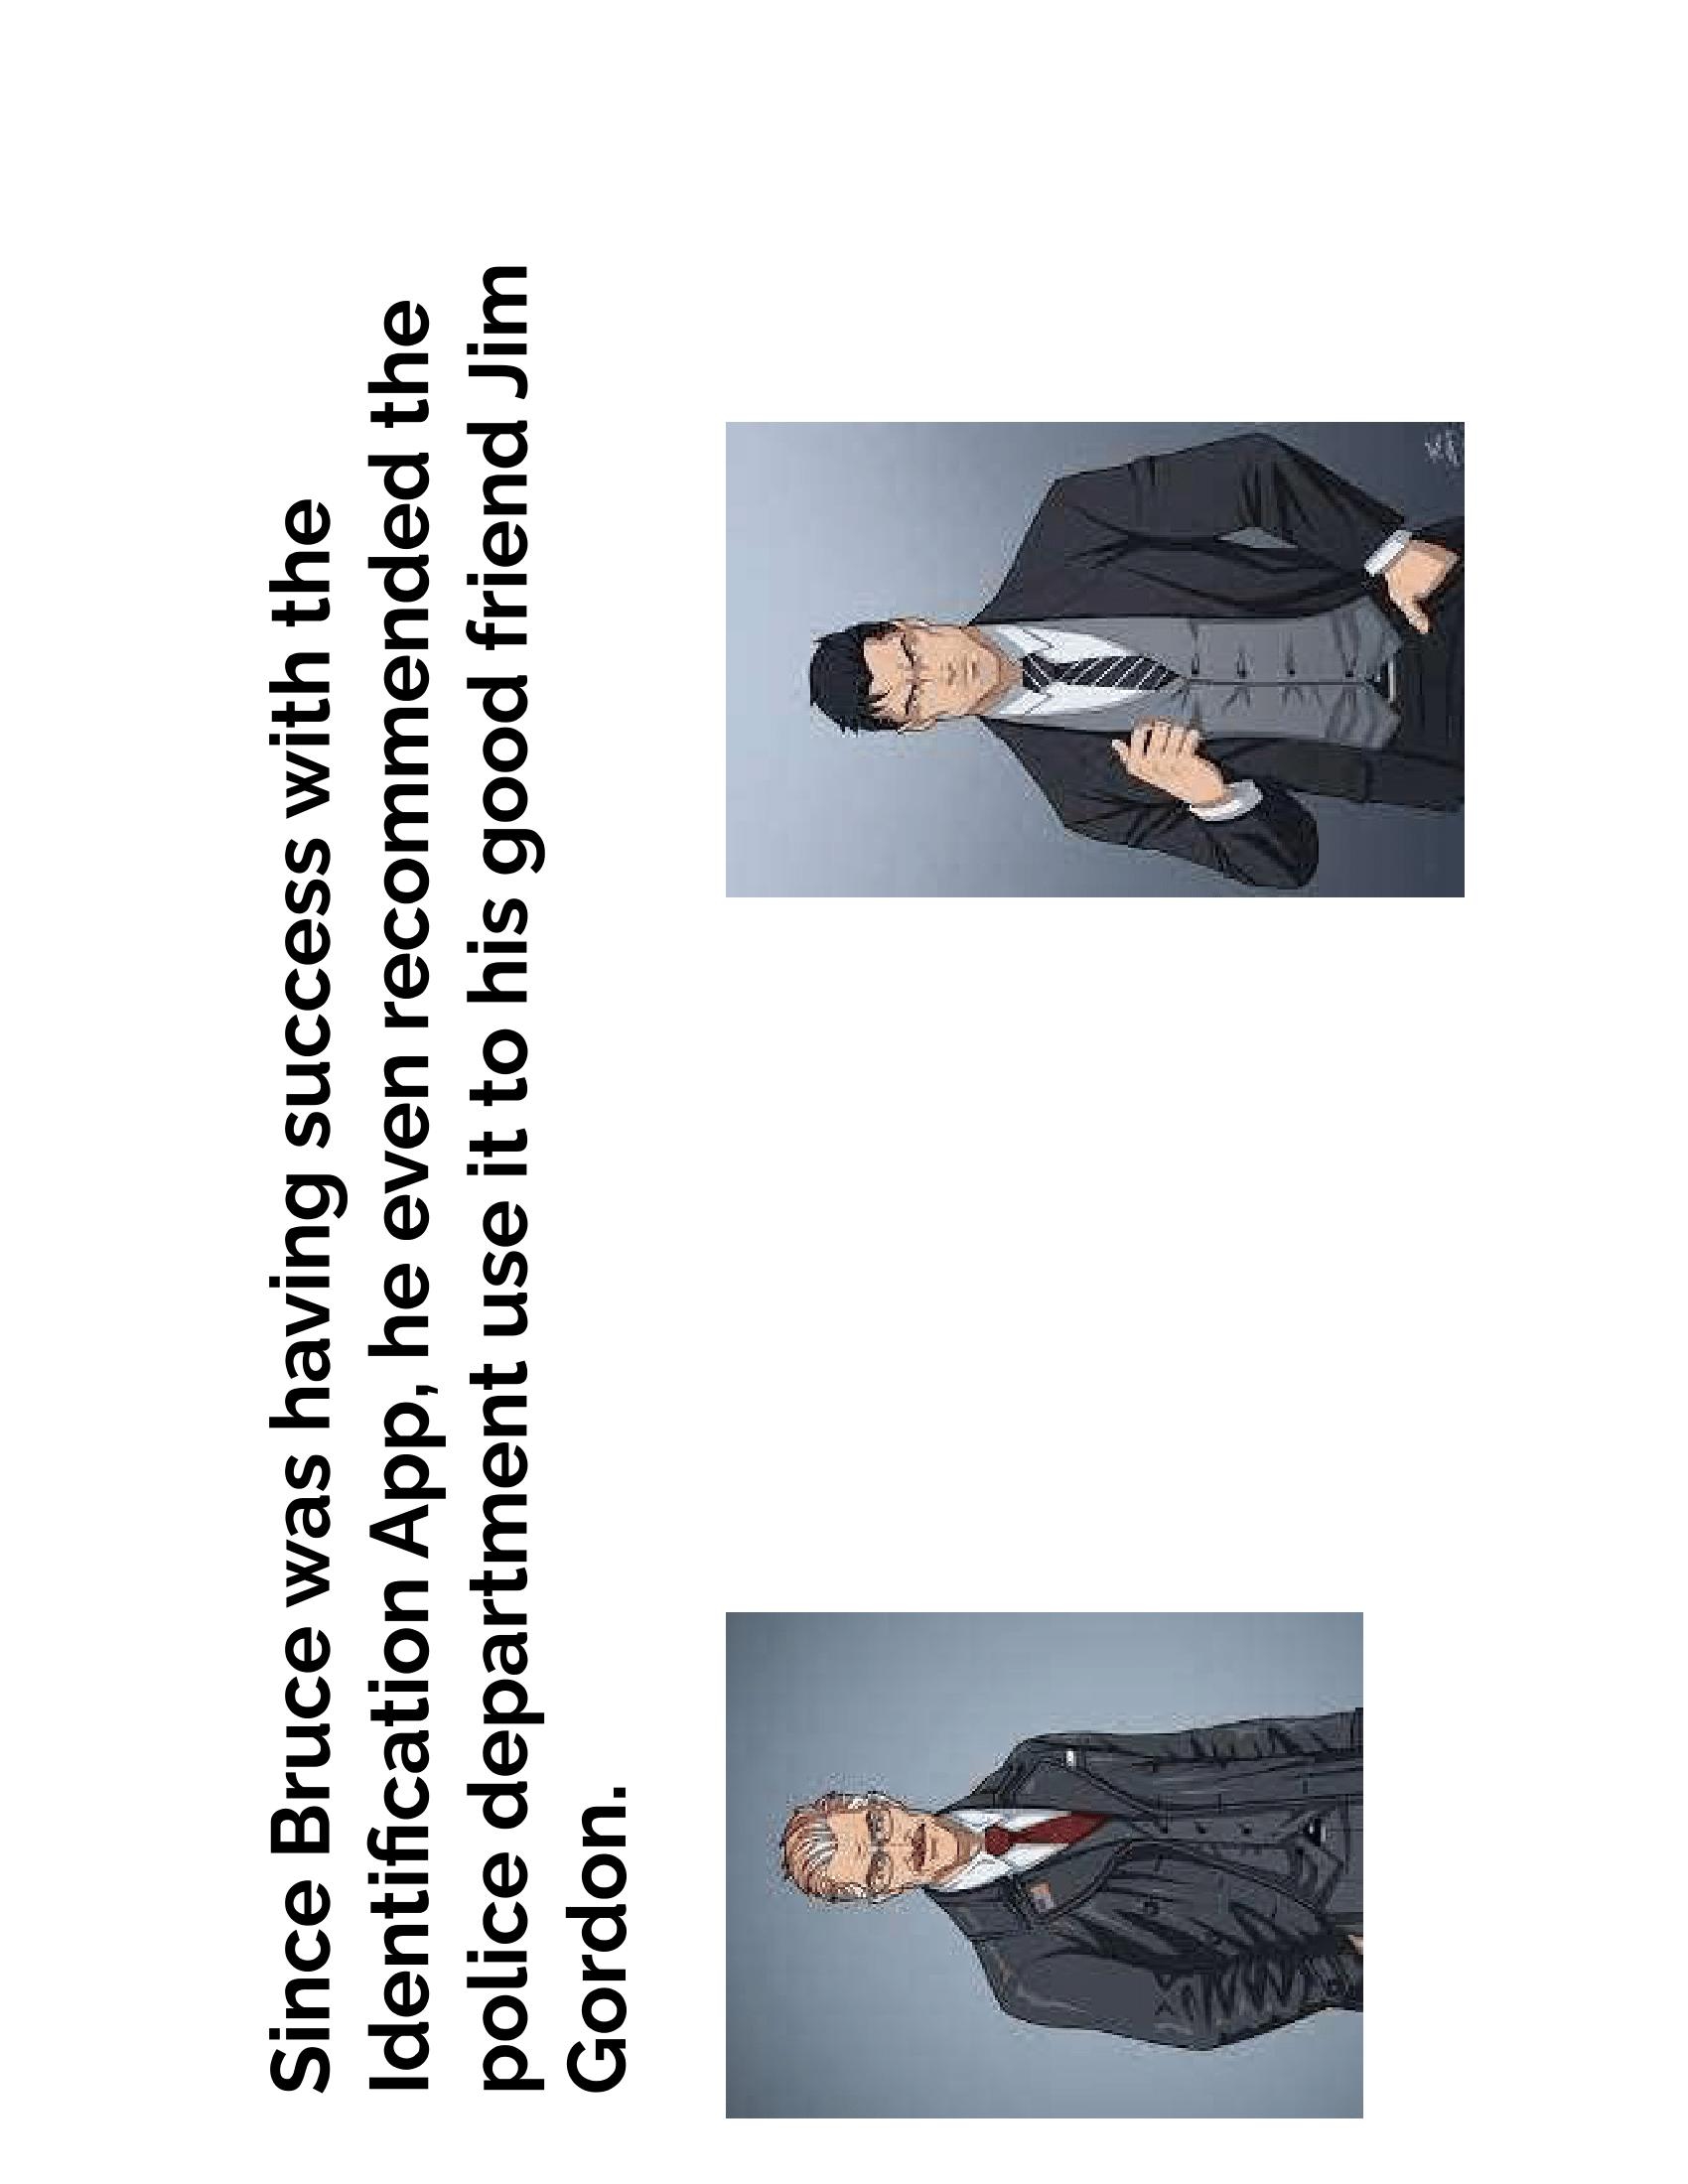 Since Bruce was having success with the
Identification App, he even recommended the
police department use it to his good friend Jim
Gordon.